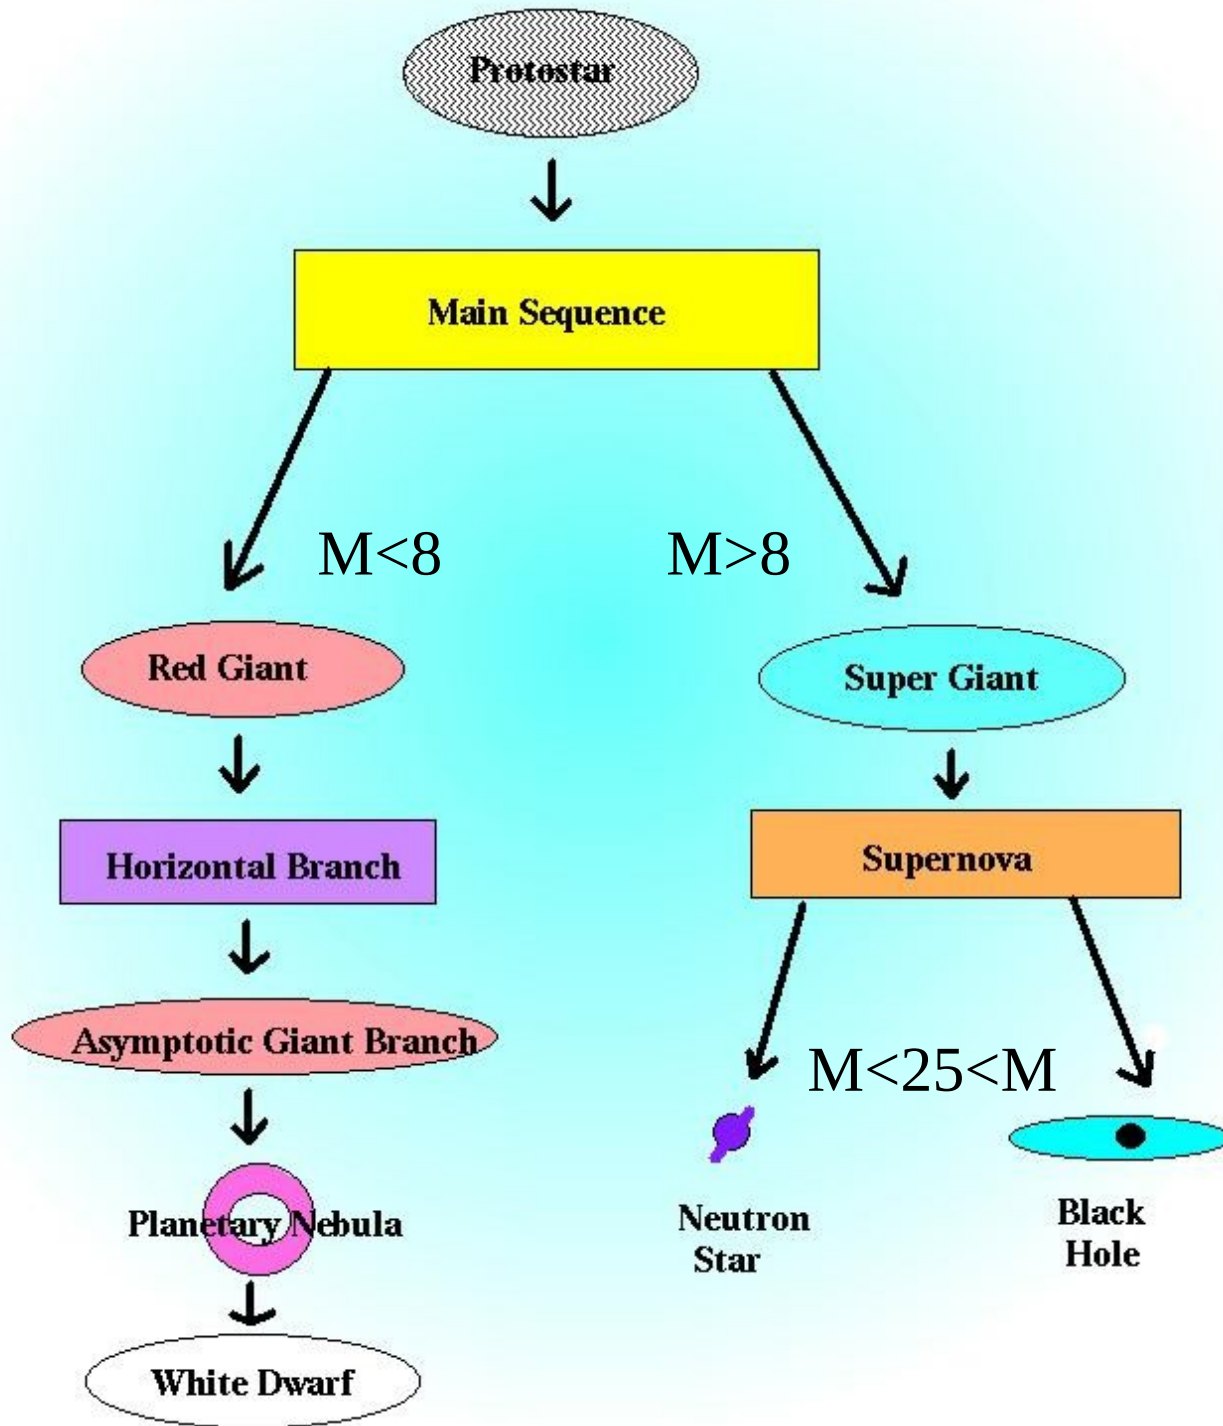 Protostar
Main Sequence
M<8
M>8
Red Giant
Super Giant
Horizontal Branch
Supernova
Asymptotic Giant Branch
M<25<M
Planetary Nebula
Neutron
Star
Black
Hole
White Dwarf